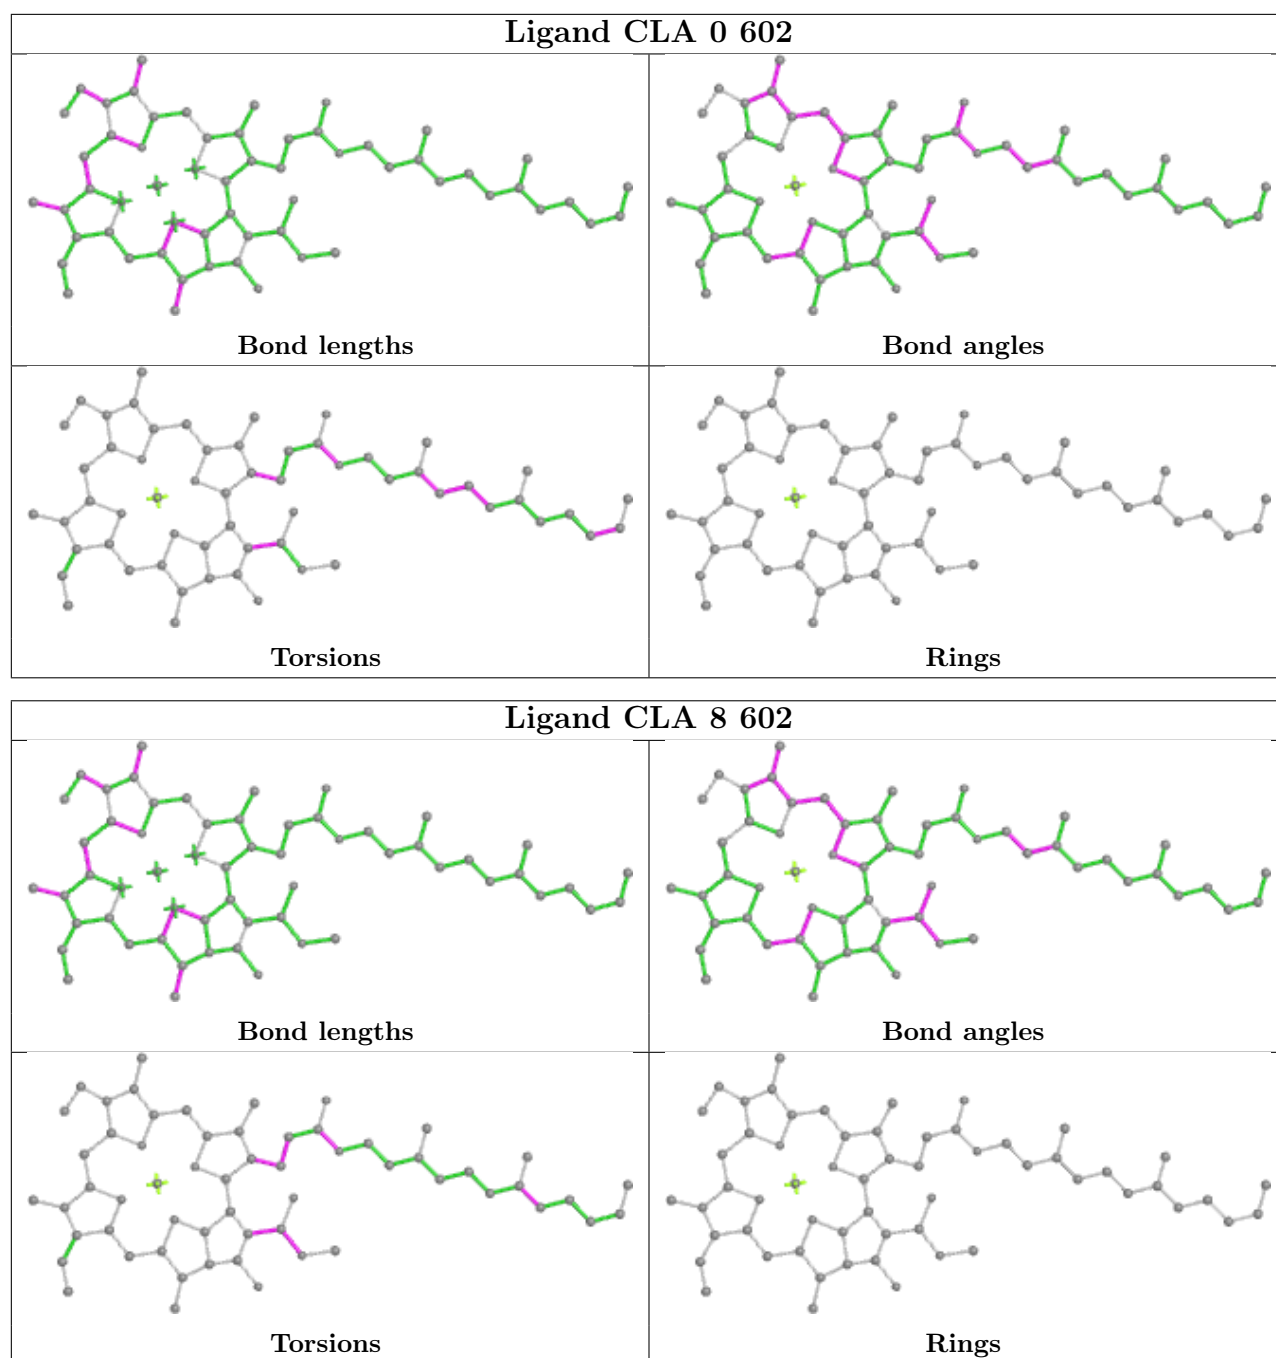 Ligand CLA 0 602
Bond lengths
Bond angles
Torsions
Rings
Ligand CLA 8 602
Bond lengths
Bond angles
Torsions
Rings